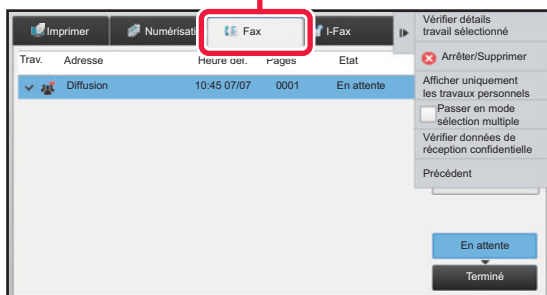 Imprimer
Numérisati
Fax
I-Fax
Trav.
Adresse
Heure déf.
Pages
Etat
Diffusion
10:45 07/07
0001
En attente
Vérifier détails
travail sélectionné
Arrêter/Supprimer
Afficher uniquement
les travaux personnels
Passer en mode
sélection multiple
Vérifier données de
réception confidentielle
Précédent
En attente
Terminé